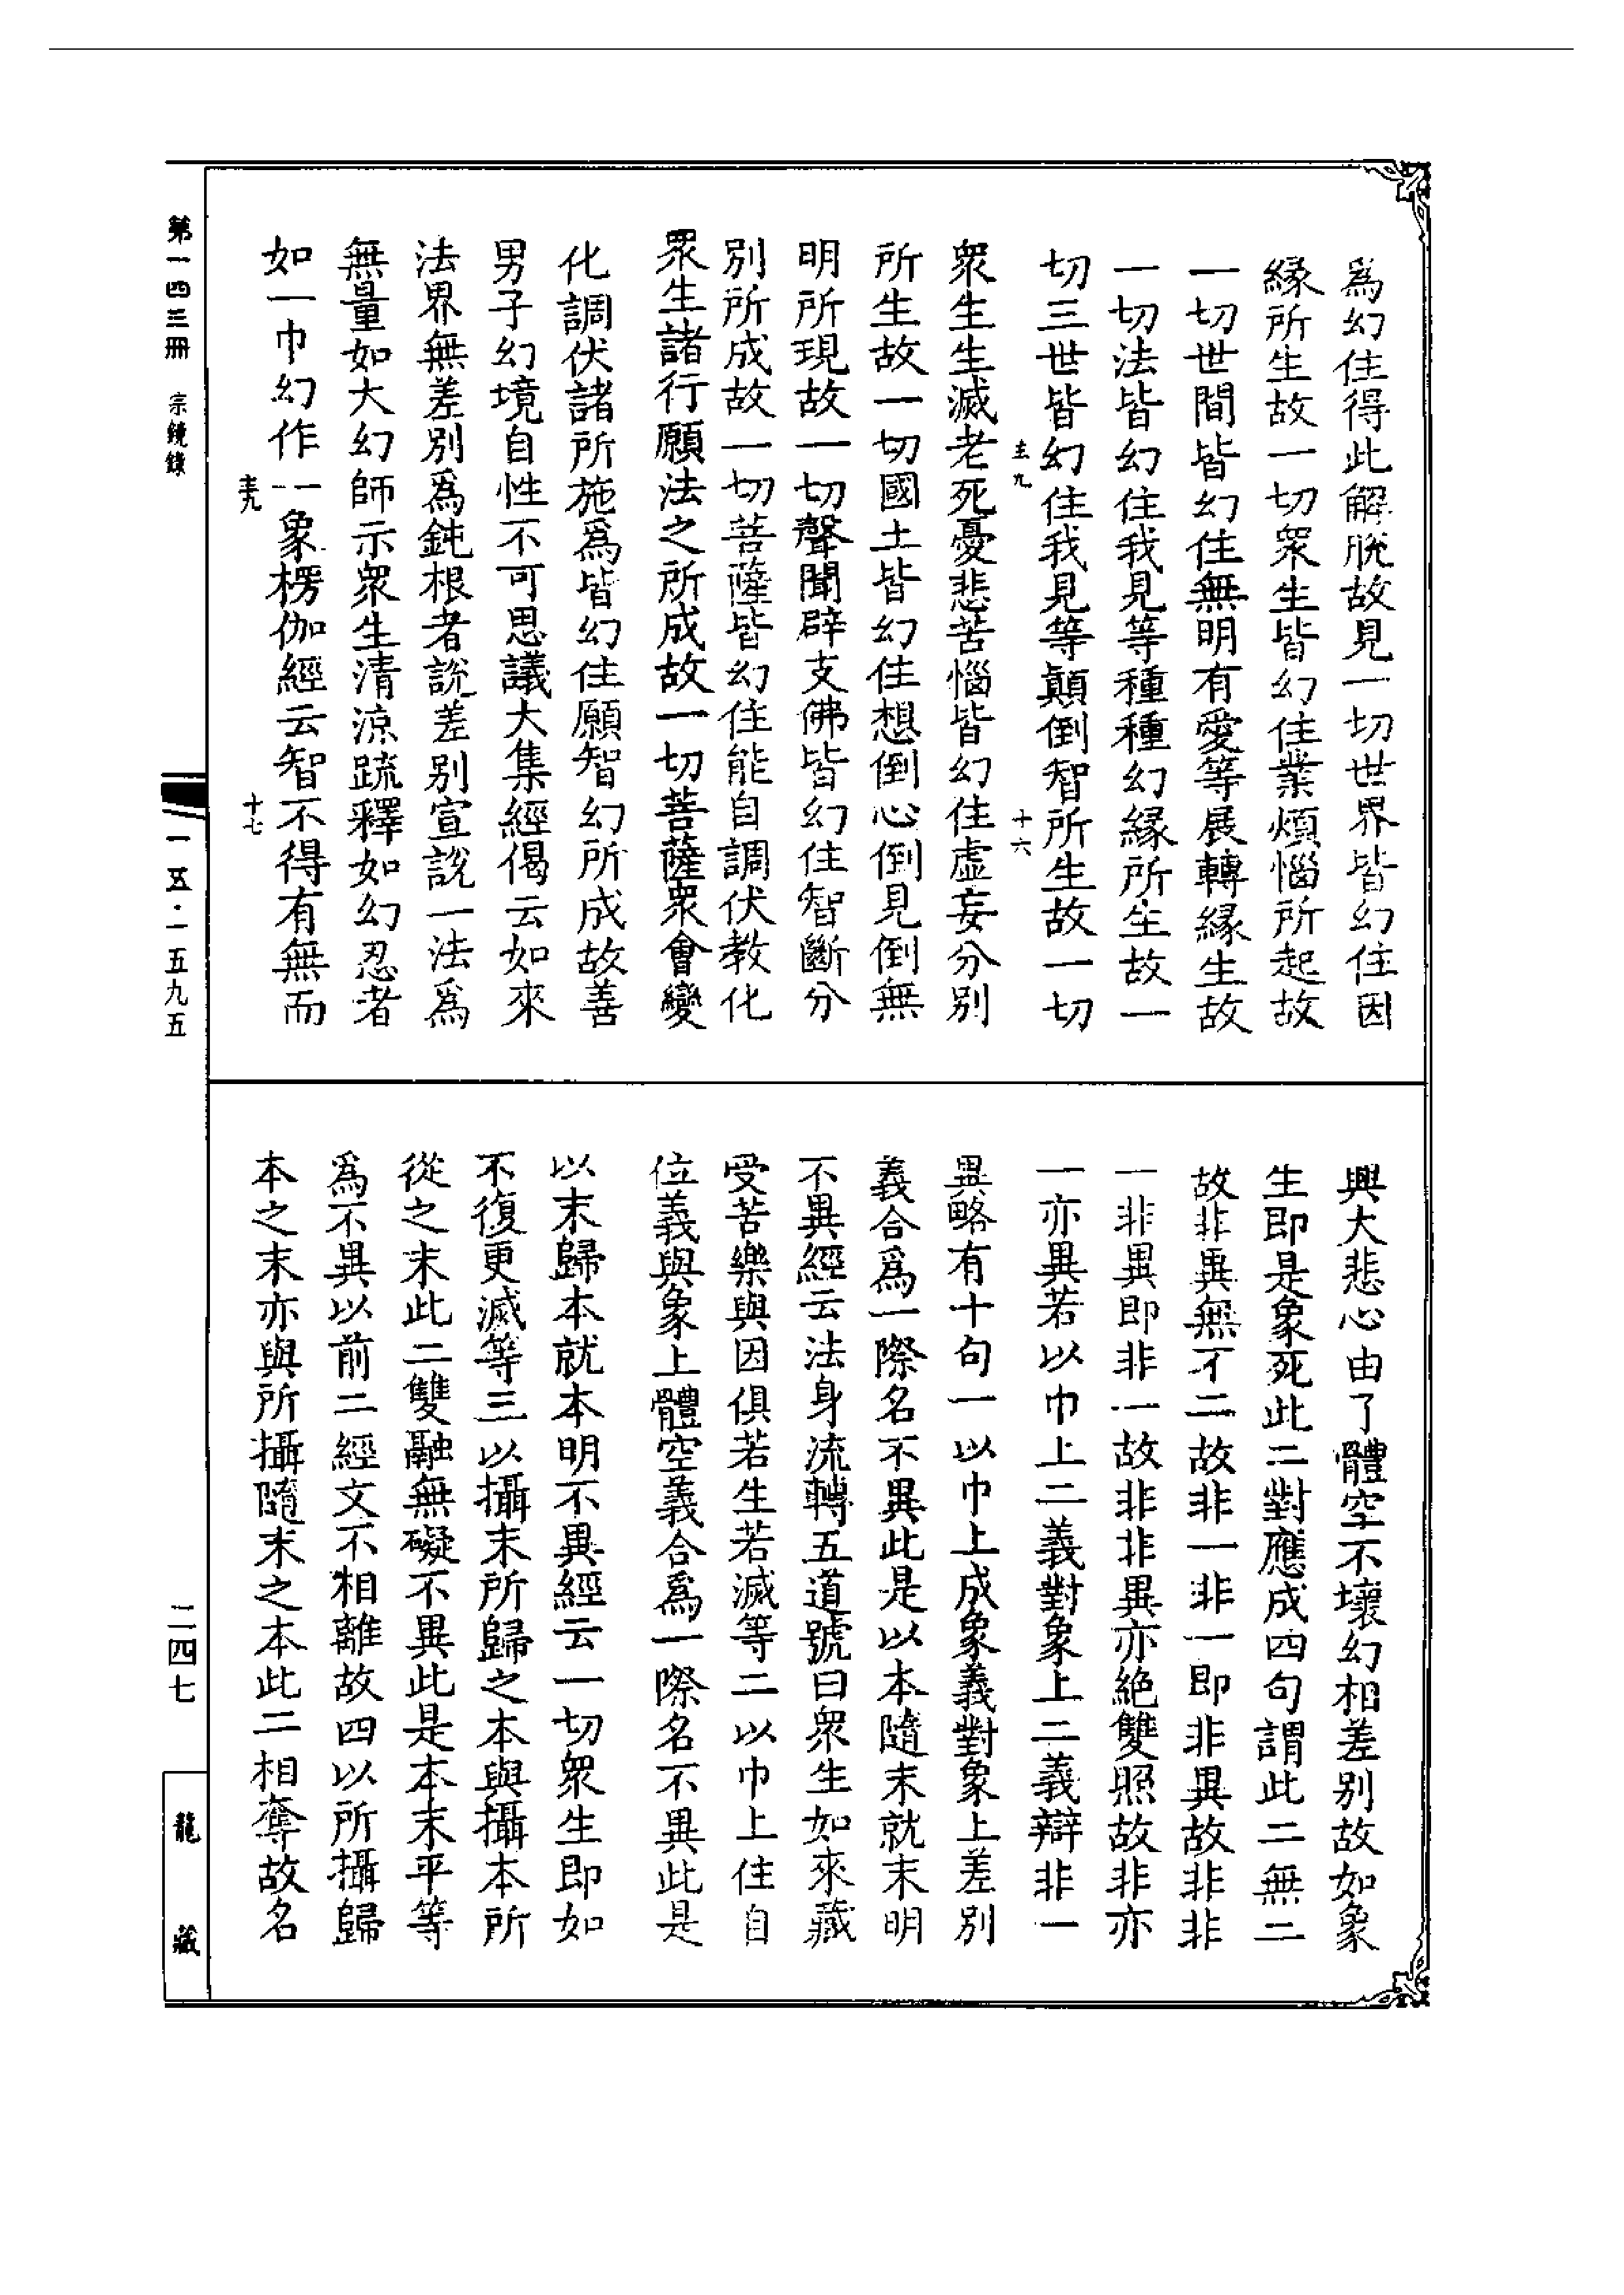 爲幻住得此解脫故見一切世界皆幻住因
緣所生故一切眾生皆幻住業煩惱所起故
一切世間皆幻住無明有愛等展轉緣生故
一切法皆幻住我見等種種幻緣所生故一
切三世皆幻住我見等顛倒智所生故一切
眾生生滅老死憂悲苦惱皆幻住虛妄分別
所生故一切國土皆幻住想倒心倒見倒無
明所現故一切聲聞辟支佛皆幻住智斷分
別所成故一切菩薩皆幻住能自調伏教化
眾生諸行願法之所成故一切菩薩眾會變
化調伏諸所施爲皆幻住願智幻所成故善
男子幻境自性不可思議大集經偈云如來
法界無差別爲鈍根者說差別宣說一法爲
無量如大幻師示眾生清涼疏釋如幻忍者
如一巾幻作一象楞伽經云智不得有無而
興大悲心由了體空不壞幻相差別故如象
生即是象死此二對應成四句謂此二無二
故非異無不二故非一非一即非異故非非
一非異即非一故非非異亦絕雙照故非亦
一亦異若以巾上二義對象上二義辯非一
異略有十句一以巾上成象義對象上差別
義合爲一際名不異此是以本隨末就末明
不異經云法身流轉五道號曰眾生如來藏
受苦樂與因俱若生若滅等二以巾上住自
位義與象上體空義合爲一際名不異此是
以末歸本就本明不異經云一切眾生即如
不復更滅等三以攝末所歸之本與攝本所
從之末此二雙融無礙不異此是本末平等
爲不異以前二經文不相離故四以所攝歸
本之末亦與所攝隨末之本此二相奪故名
十六
十七
第一四三冊 宗鏡錄
一五·一五九五
二四七
龍藏